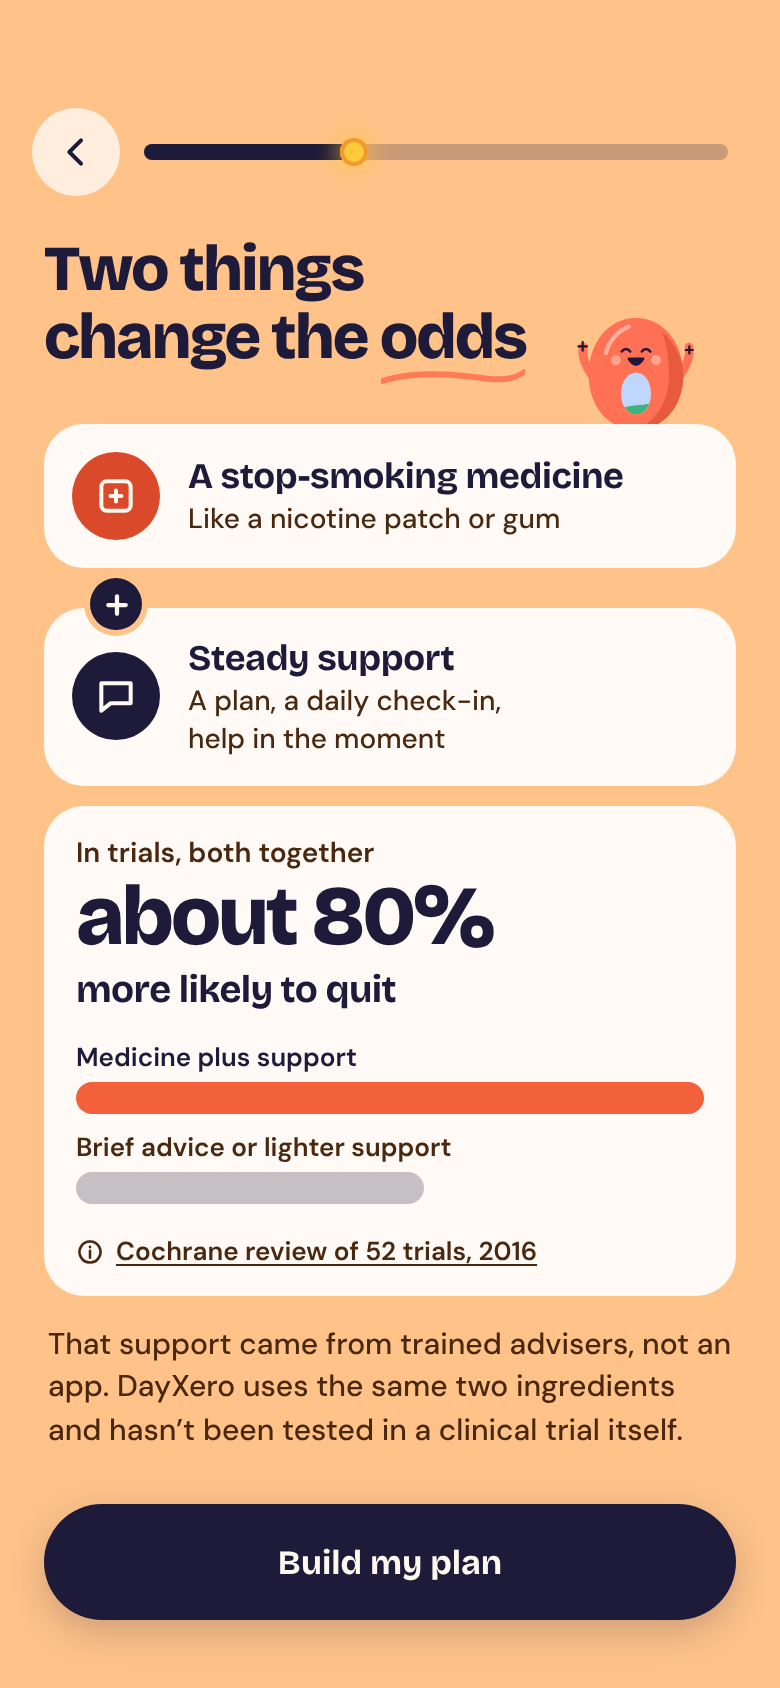 Two things
change the odds
A stop-smoking medicine
Like a nicotine patch or gum
Steady support
A plan, a daily check-in,
help in the moment
In trials, both together
about 80%
more likely to quit
Medicine plus support
Brief advice or lighter support
Cochrane review of 52 trials, 2016
That support came from trained advisers, not an
app. DayXero uses the same two ingredients
and hasn’t been tested in a clinical trial itself.
Build my plan